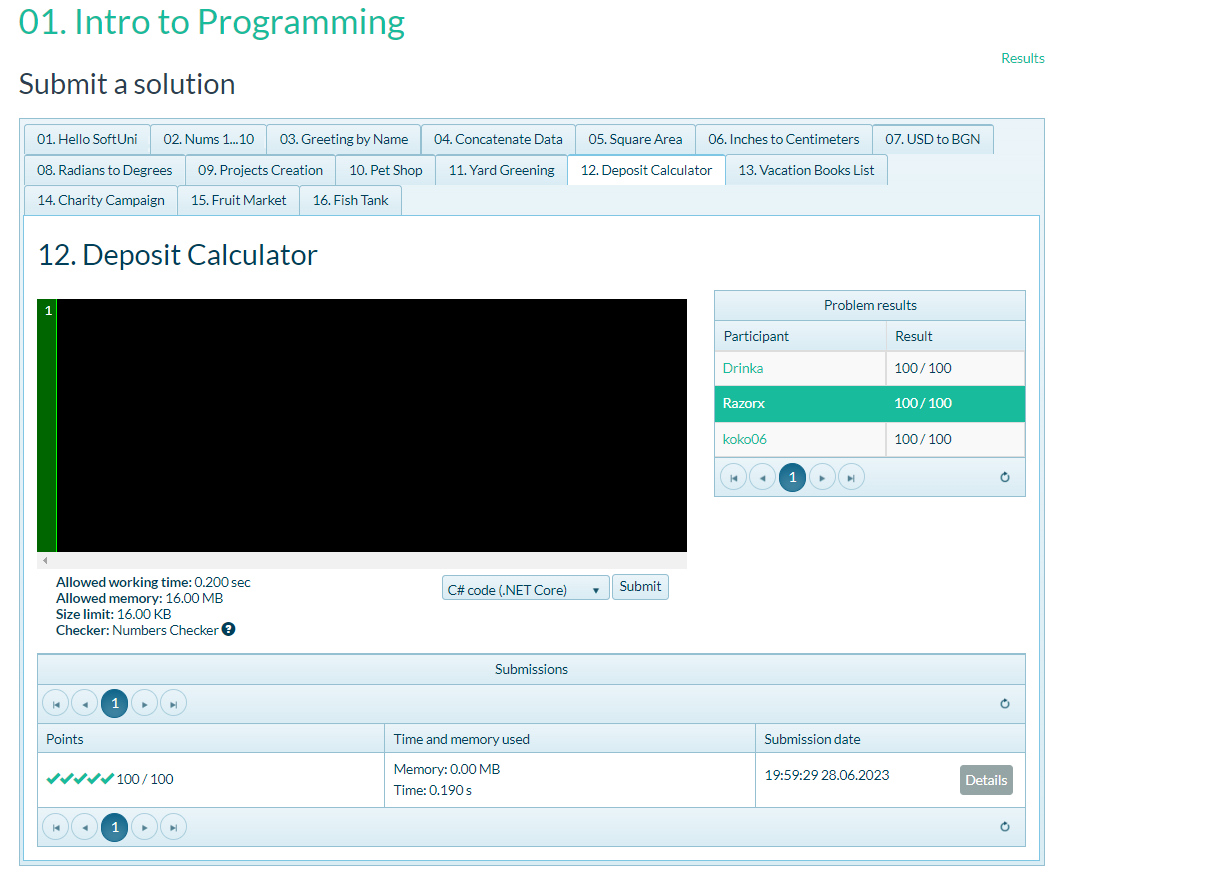 01. Intro to Programming
Results
Submit a solution
01. Hello SoftUni 02. Nums 1...10 03. Greeting by Name 04. Concatenate Data 05. Square Area 06. Inches to Centimeters 07. USD to BGN
08. Radians to Degrees 09. Projects Creation 10. Pet Shop 11. Yard Greening 12. Deposit Calculator 13. Vacation Books List
14. Charity Campaign 15. Fruit Market 16. Fish Tank
12. Deposit Calculator
1
Problem results
Participant Result
Drinka 100 / 100
Razorx 100 / 100
koko06 100 / 100
1
Allowed working time: 0.200 sec
Allowed memory: 16.00 MB
Size limit: 16.00 KB
Checker: Numbers Checker ?
C# code (.NET Core) Submit
Submissions
1
Points Time and memory used Submission date
100 / 100 Memory: 0.00 MB 19:59:29 28.06.2023 Details
Time: 0.190 s
1